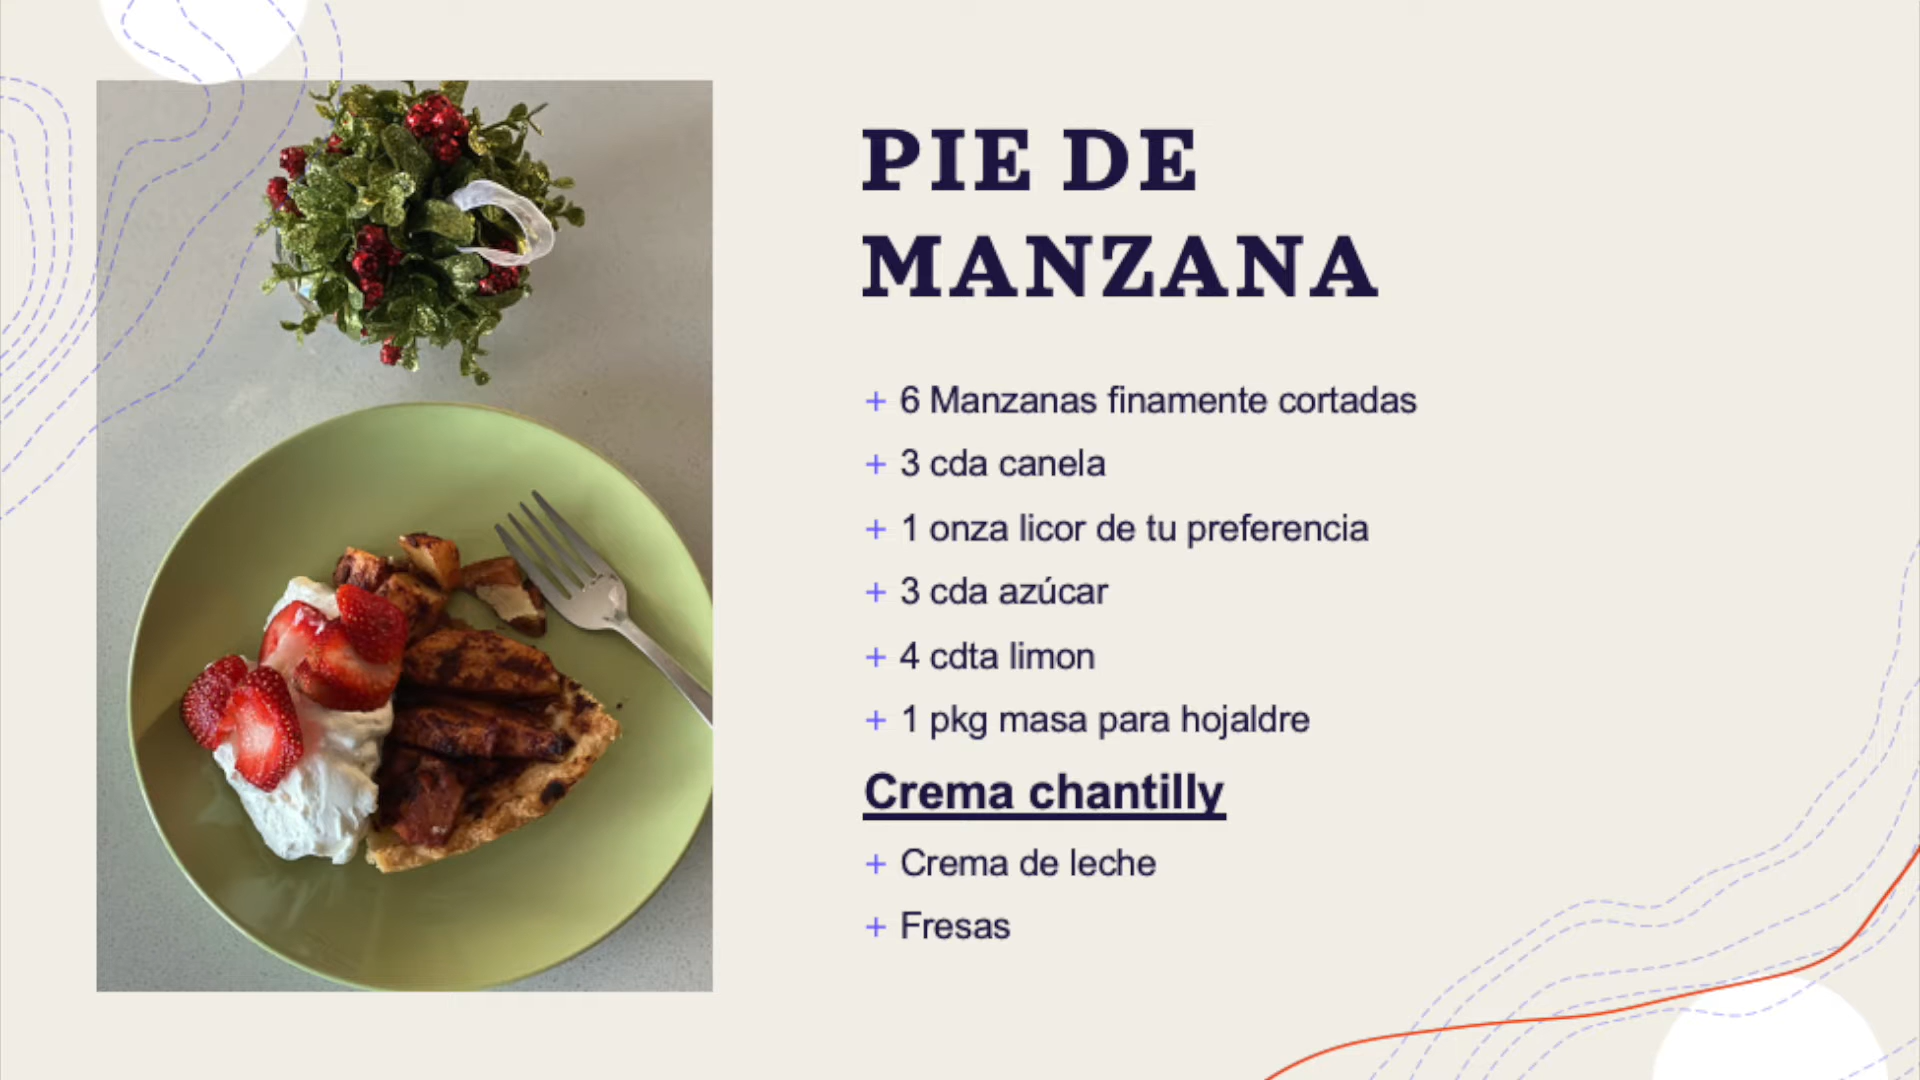 PIE DE
MANZANA
+ 6 Manzanas finamente cortadas
+ 3 cda canela
+ 1 onza licor de tu preferencia
+ 3 cda azúcar
+ 4 cdta limon
+ 1 pkg masa para hojaldre
Crema chantilly
+ Crema de leche
+ Fresas